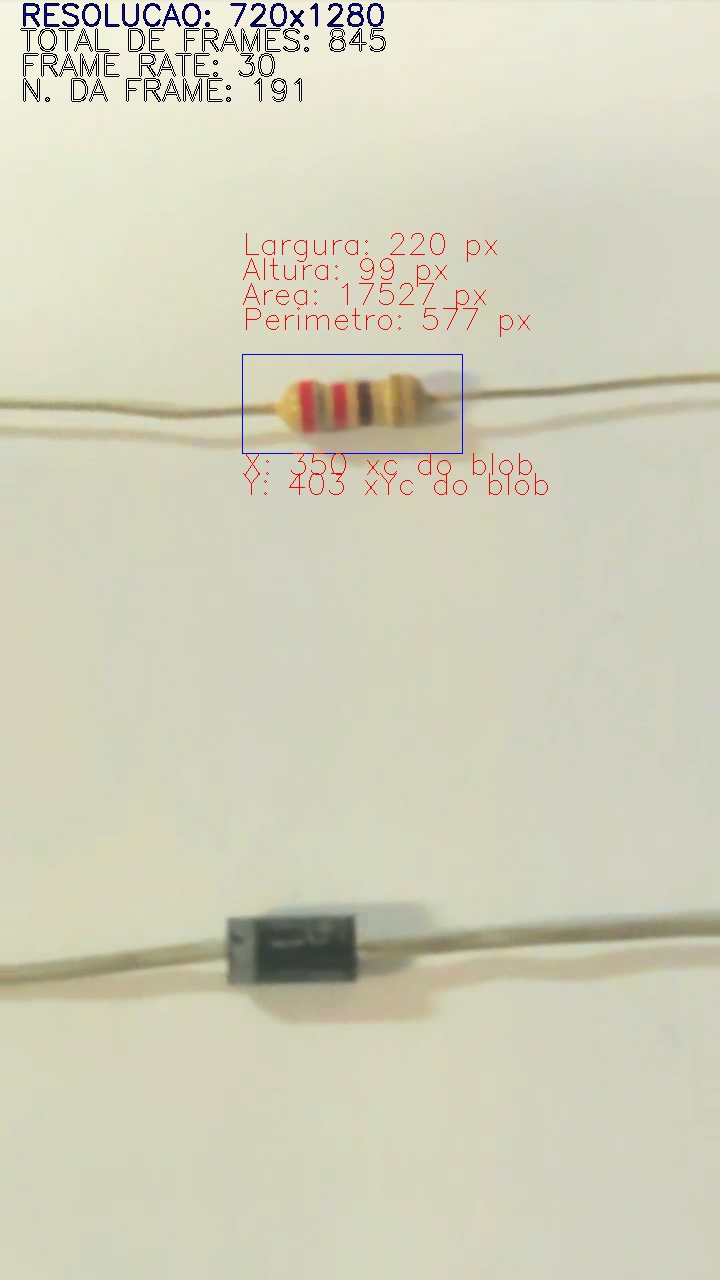 RESOLUCAO: 720x1280
TOTAL DE FRAMES: 845
FRAME RATE: 30
N. DA FRAME: 191
Largura: 220 px
Altura: 99 px
Area: 17527 px
Perimetro: 577 px
X: 350 xc do blob
Y: 403 xYc do blob